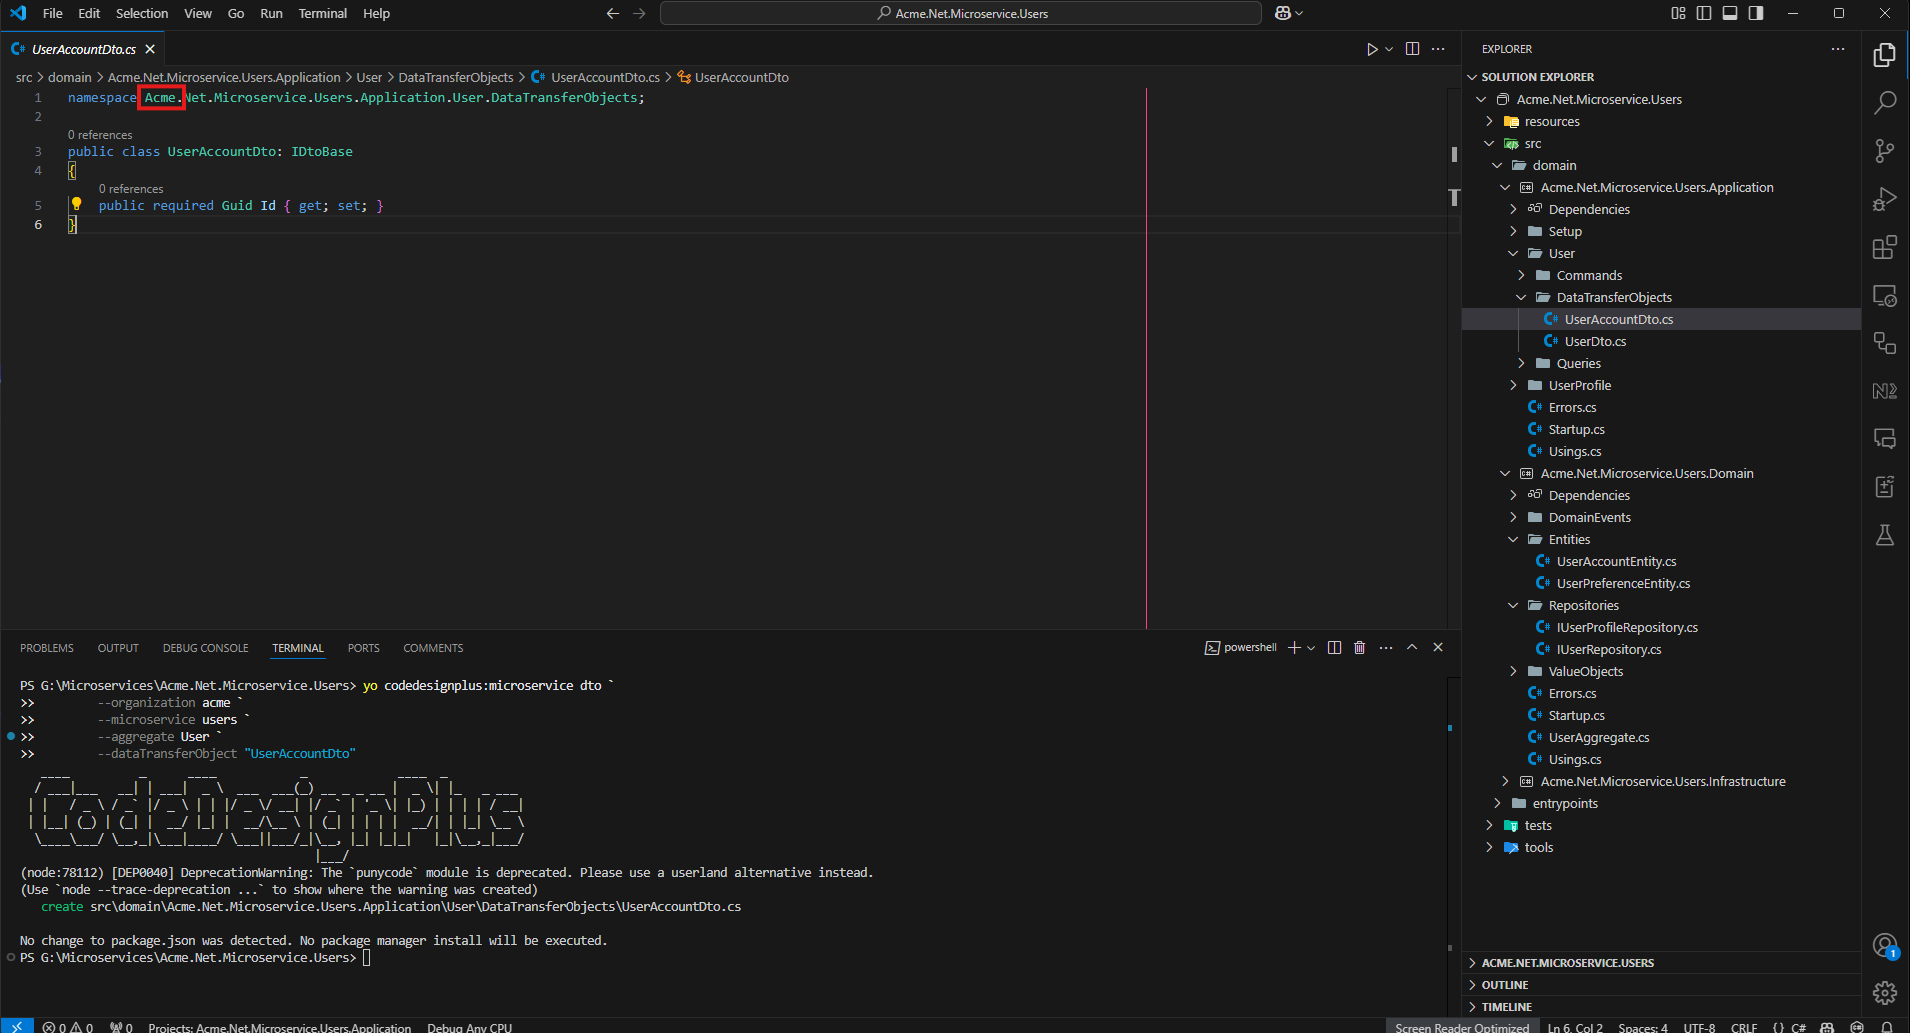 File Edit Selection View Go Run Terminal Help
Acme.Net.Microservice.Users
UserAccountDto.cs
src > domain > Acme.Net.Microservice.Users.Application > User > DataTransferObjects > UserAccountDto.cs > UserAccountDto
1 namespace Acme.Net.Microservice.Users.Application.User.DataTransferObjects;
2
0 references
3 public class UserAccountDto: IDtoBase
4 {
0 references
5 public required Guid Id { get; set; }
6 }
PROBLEMS OUTPUT DEBUG CONSOLE TERMINAL PORTS COMMENTS
powershell
PS G:\Microservices\Acme.Net.Microservice.Users> yo codedesignplus:microservice dto `
>> --organization acme `
>> --microservice users `
>> --aggregate User `
>> --dataTransferObject "UserAccountDto"
CodeDesignPlus
(node:78112) [DEP0040] DeprecationWarning: The `punycode` module is deprecated. Please use a userland alternative instead.
(Use `node --trace-deprecation ...` to show where the warning was created)
create src\domain\Acme.Net.Microservice.Users.Application\User\DataTransferObjects\UserAccountDto.cs
No change to package.json was detected. No package manager install will be executed.
PS G:\Microservices\Acme.Net.Microservice.Users>
EXPLORER
SOLUTION EXPLORER
Acme.Net.Microservice.Users
resources
src
domain
Acme.Net.Microservice.Users.Application
Dependencies
Setup
User
Commands
DataTransferObjects
UserAccountDto.cs
UserDto.cs
Queries
UserProfile
Errors.cs
Startup.cs
Usings.cs
Acme.Net.Microservice.Users.Domain
Dependencies
DomainEvents
Entities
UserAccountEntity.cs
UserPreferenceEntity.cs
Repositories
IUserProfileRepository.cs
IUserRepository.cs
ValueObjects
Errors.cs
Startup.cs
UserAggregate.cs
Usings.cs
Acme.Net.Microservice.Users.Infrastructure
entrypoints
tests
tools
ACME.NET.MICROSERVICE.USERS
OUTLINE
TIMELINE
1
0 0 0 Projects: Acme.Net.Microservice.Users.Application Debug Any CPU
Screen Reader Optimized Ln 6, Col 2 Spaces: 4 UTF-8 CRLF { } C#